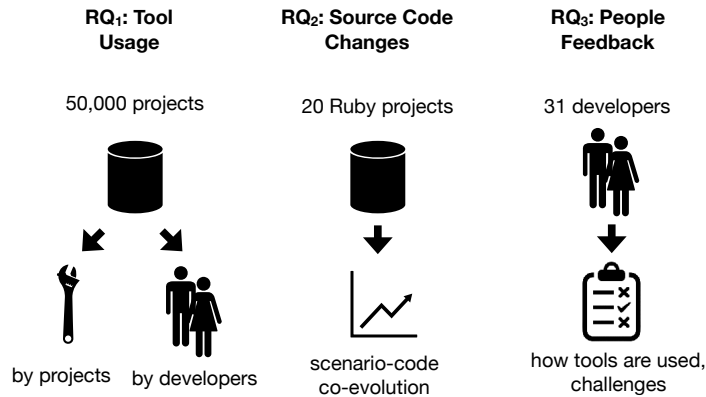 RQ₁: Tool
Usage
50,000 projects
by projects
by developers
RQ₂: Source Code
Changes
20 Ruby projects
scenario-code
co-evolution
RQ₃: People
Feedback
31 developers
how tools are used,
challenges